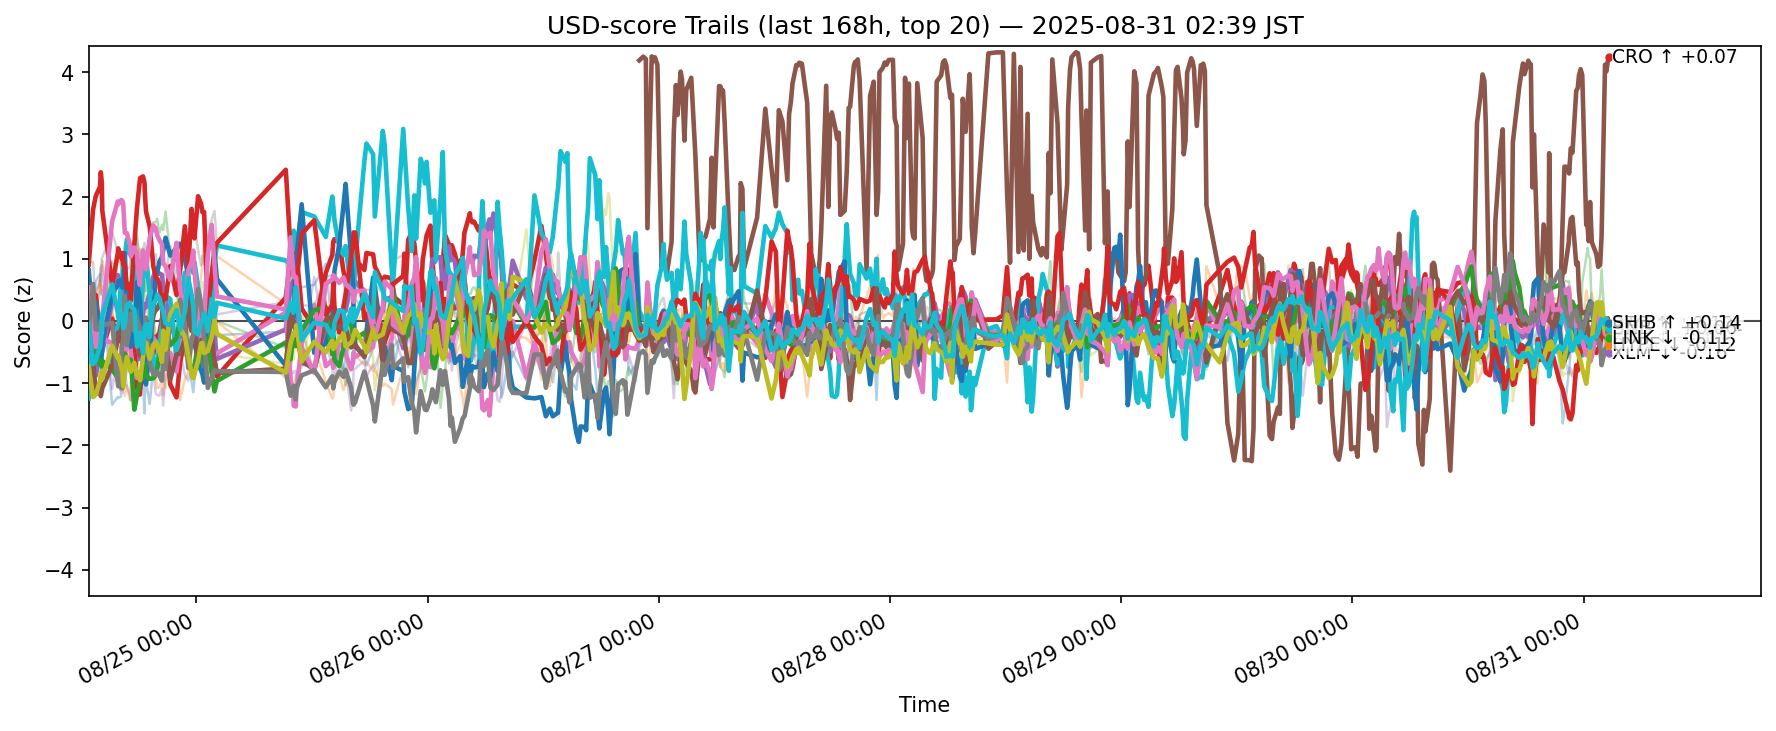 USD-score Trails (last 168h, top 20) — 2025-08-31 02:39 JST
Score (z)
4
3
2
1
0
−1
−2
−3
−4
CRO ↑ +0.07
SHIB ↑ +0.14
LINK ↓ -0.11
XLM ↓ -0.16
08/25 00:00
08/26 00:00
08/27 00:00
08/28 00:00
08/29 00:00
08/30 00:00
08/31 00:00
Time